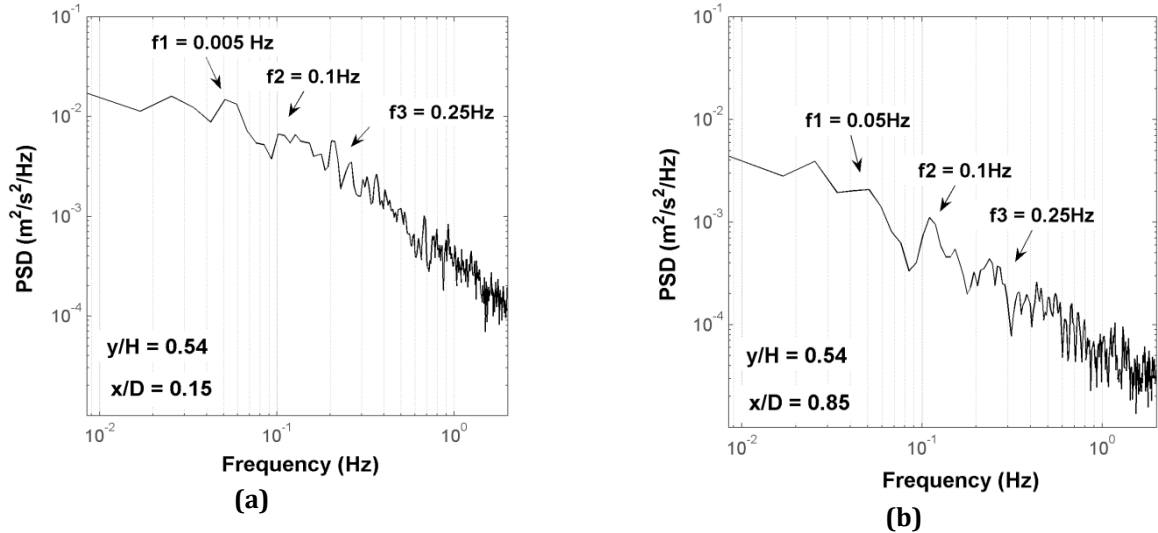 10⁻¹
10⁻²
10⁻³
10⁻⁴
PSD (m²/s²/Hz)
f1 = 0.005 Hz
f2 = 0.1Hz
f3 = 0.25Hz
y/H = 0.54
x/D = 0.15
10⁻²
10⁻¹
10⁰
Frequency (Hz)
(a)
10⁻¹
10⁻²
10⁻³
10⁻⁴
PSD (m²/s²/Hz)
f1 = 0.05Hz
f2 = 0.1Hz
f3 = 0.25Hz
y/H = 0.54
x/D = 0.85
10⁻²
10⁻¹
10⁰
Frequency (Hz)
(b)